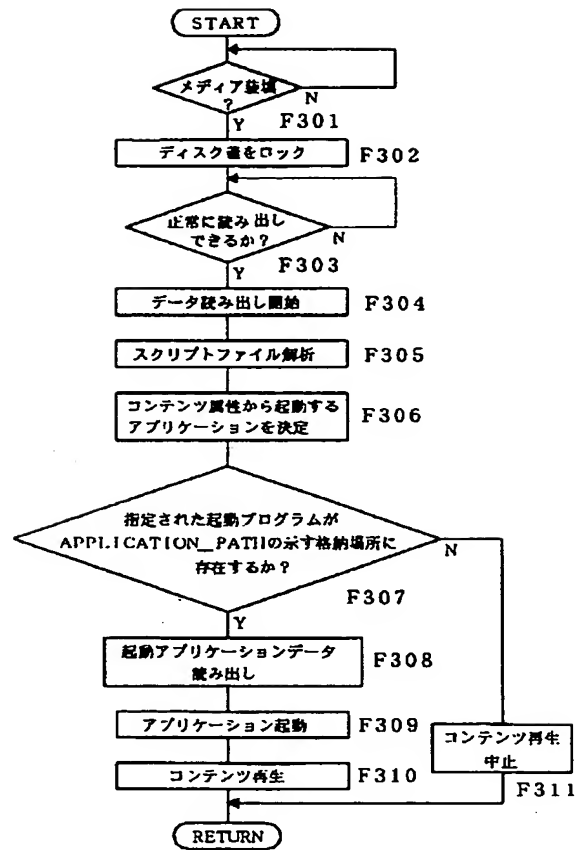 START
メディア装填
?
N
Y
F301
ディスク蓋をロック
F302
正常に読み出し
できるか?
N
Y
F303
データ読み出し開始
F304
スクリプトファイル解析
F305
コンテンツ属性から起動する
アプリケーションを決定
F306
指定された起動プログラムが
APPLICATION_PATHの示す格納場所に
存在するか?
N
F307
Y
起動アプリケーションデータ
読み出し
F308
アプリケーション起動
F309
コンテンツ再生
F310
コンテンツ再生
中止
F311
RETURN